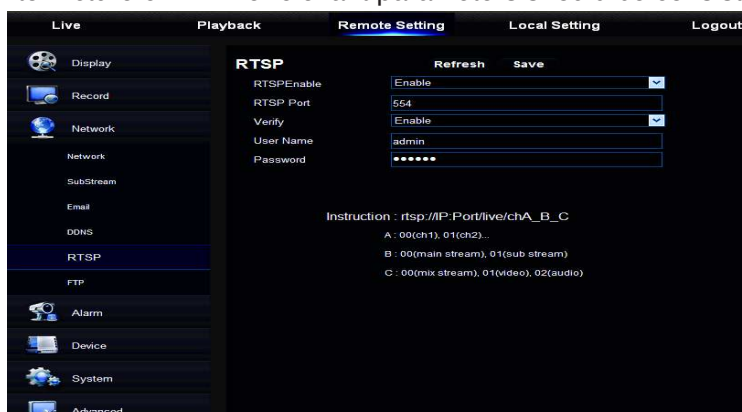 Live Playback Remote Setting Local Setting Logout
Display
Record
Network
Network
SubStream
Email
DDNS
RTSP
FTP
Alarm
Device
System
Advanced
RTSP Refresh Save
RTSPEnable Enable
RTSP Port 554
Verify Enable
User Name admin
Password ●●●●●●
Instruction : rtsp://IP:Port/live/chA_B_C
A : 00(ch1), 01(ch2)...
B : 00(main stream), 01(sub stream)
C : 00(mix stream), 01(video), 02(audio)